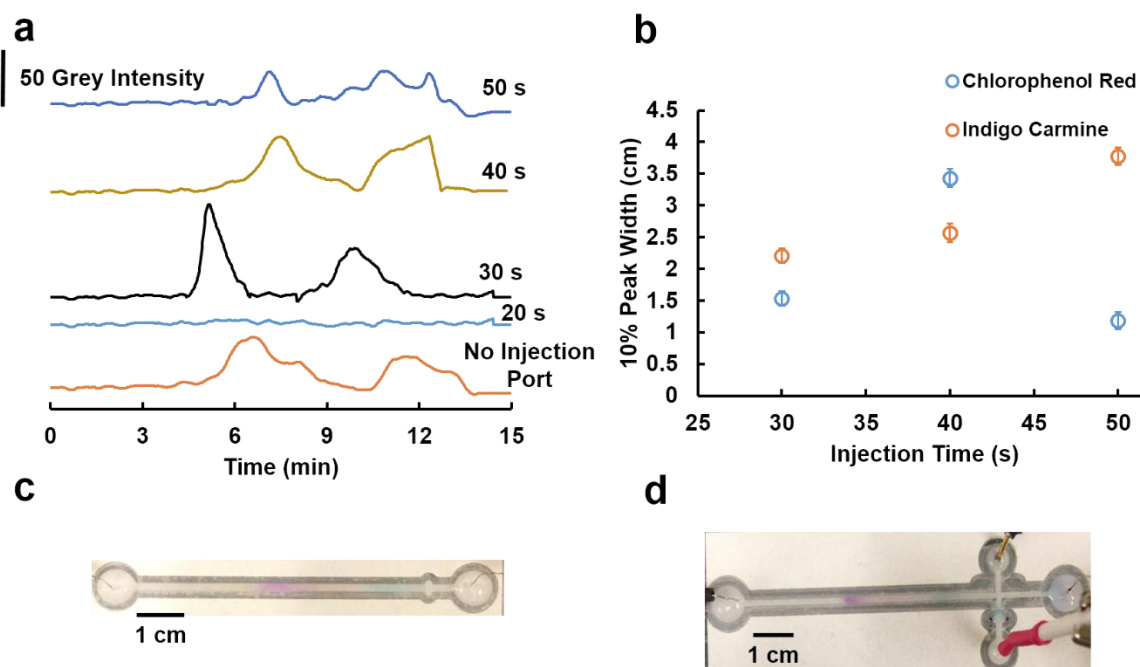 a
50 Grey Intensity
50 s
40 s
30 s
20 s
No Injection
Port
0 3 6 9 12 15
Time (min)
b
Chlorophenol Red
Indigo Carmine
10% Peak Width (cm)
4.5
4
3.5
3
2.5
2
1.5
1
0.5
0
25 30 35 40 45 50
Injection Time (s)
c
1 cm
d
1 cm